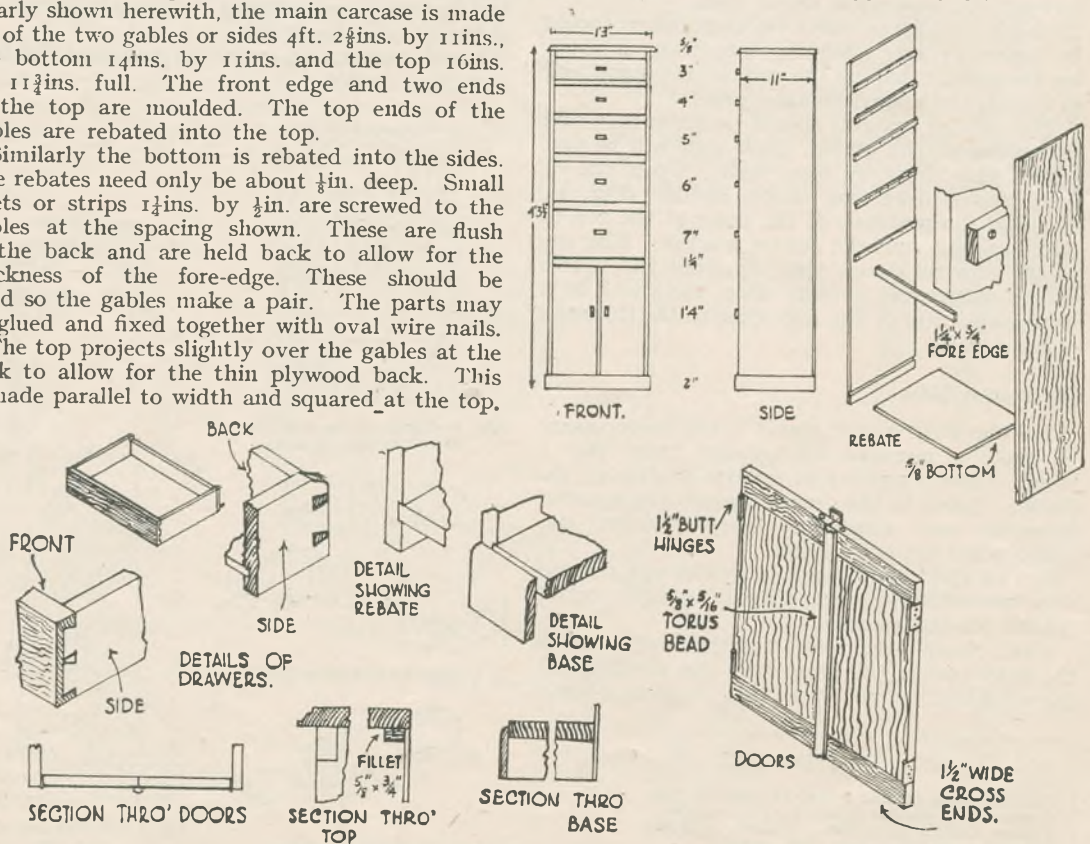 arly shown herewith, the main carcase is made
of the two gables or sides 4ft. 2⅜ins. by 11ins.,
bottom 14ins. by 11ins. and the top 16ins.
11¾ins. full. The front edge and two ends
the top are moulded. The top ends of the
les are rebated into the top.
Similarly the bottom is rebated into the sides.
e rebates need only be about ⅛in. deep. Small
ets or strips 1¼ins. by ½in. are screwed to the
les at the spacing shown. These are flush
the back and are held back to allow for the
ckness of the fore-edge. These should be
d so the gables make a pair. The parts may
glued and fixed together with oval wire nails.
The top projects slightly over the gables at the
k to allow for the thin plywood back. This
made parallel to width and squared at the top.
1'3"
⅝"
3"
4"
5"
6"
7"
1¼"
1'4"
2"
FRONT.
11"
SIDE
1¼" × ¾"
FORE EDGE
REBATE
⅝" BOTTOM
BACK
FRONT
SIDE
SIDE
DETAILS OF
DRAWERS.
DETAIL
SHOWING
REBATE
DETAIL
SHOWING
BASE
1½" BUTT
HINGES
⅝" × 5/16"
TORUS
BEAD
DOORS
1½" WIDE
CROSS
ENDS.
SECTION THRO' DOORS
FILLET
⅝" × ¾"
SECTION THRO'
TOP
SECTION THRO
BASE